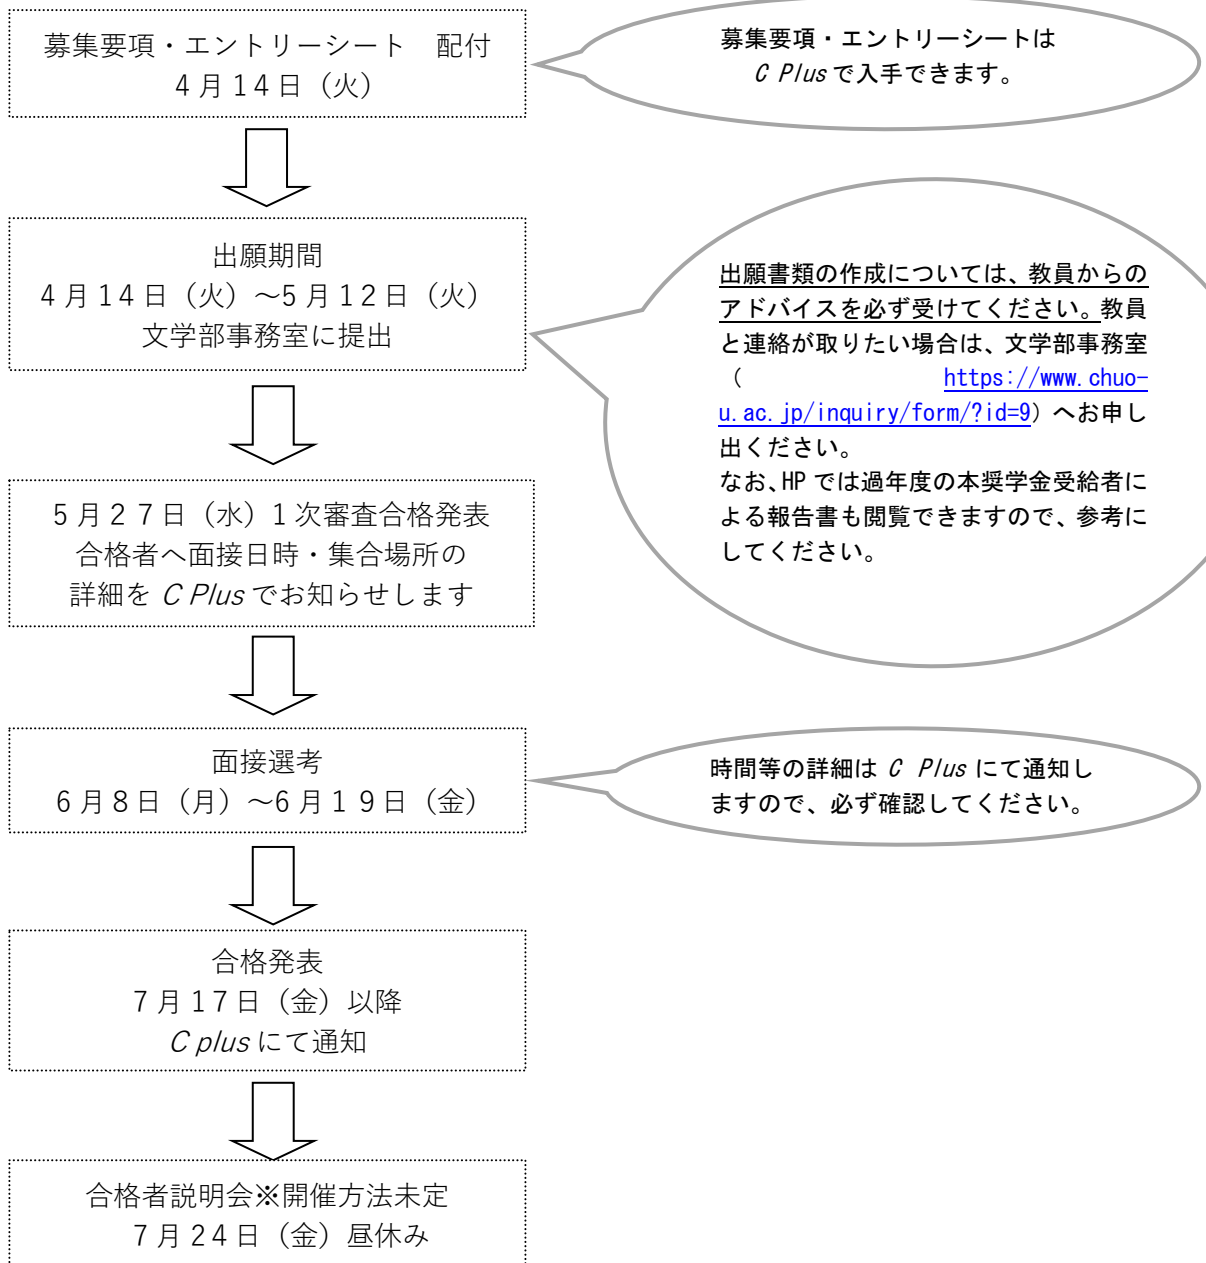 募集要項・エントリーシート　配付
4月14日（火）
募集要項・エントリーシートは
C Plusで入手できます。
出願期間
4月14日（火）～5月12日（火）
文学部事務室に提出
出願書類の作成については、教員からの
アドバイスを必ず受けてください。教員
と連絡が取りたい場合は、文学部事務室
（ https://www.chuo-
u.ac.jp/inquiry/form/?id=9）へお申し
出ください。
なお、HPでは過年度の本奨学金受給者に
よる報告書も閲覧できますので、参考に
してください。
5月27日（水）1次審査合格発表
合格者へ面接日時・集合場所の
詳細を C Plus でお知らせします
面接選考
6月8日（月）～6月19日（金）
時間等の詳細は C Plus にて通知し
ますので、必ず確認してください。
合格発表
7月17日（金）以降
C plus にて通知
合格者説明会※開催方法未定
7月24日（金）昼休み